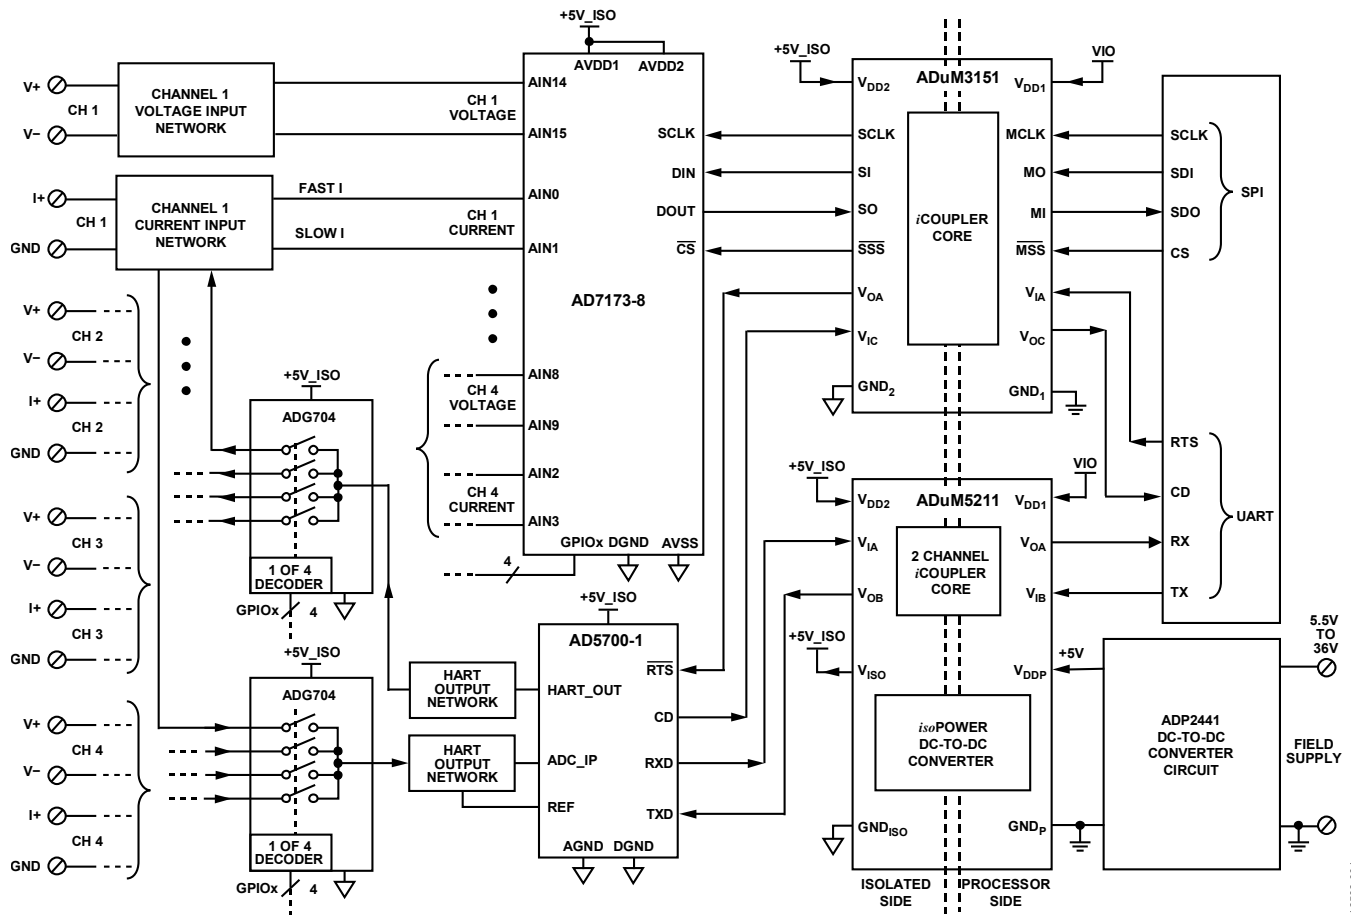 +5V_ISO
V+
V−
CH 1
CHANNEL 1
VOLTAGE INPUT
NETWORK
CH 1
VOLTAGE
I+
GND
CH 1
CHANNEL 1
CURRENT INPUT
NETWORK
FAST I
SLOW I
CH 1
CURRENT
V+
CH 2
V−
I+
CH 2
GND
V+
CH 3
V−
I+
CH 3
GND
V+
CH 4
V−
I+
CH 4
GND
+5V_ISO
ADG704
1 OF 4
DECODER
GPIOx
4
+5V_ISO
ADG704
1 OF 4
DECODER
GPIOx
4
AVDD1
AVDD2
AIN14
AIN15
AIN0
AIN1
AD7173-8
SCLK
DIN
DOUT
CS
AIN8
CH 4
VOLTAGE
AIN9
AIN2
CH 4
CURRENT
AIN3
GPIOx
DGND
AVSS
4
+5V_ISO
AD5700-1
HART
OUTPUT
NETWORK
HART_OUT
HART
OUTPUT
NETWORK
ADC_IP
REF
RTS
CD
RXD
TXD
AGND
DGND
+5V_ISO
ADuM3151
VIO
VDD2
VDD1
SCLK
MCLK
SI
MO
SO
MI
SSS
MSS
VOA
VIA
VIC
VOC
GND2
GND1
iCOUPLER
CORE
+5V_ISO
ADuM5211
VIO
VDD2
VDD1
VIA
VOA
VOB
VIB
2 CHANNEL
iCOUPLER
CORE
+5V_ISO
VISO
VDDP
+5V
isoPOWER
DC-TO-DC
CONVERTER
GNDISO
GNDP
ISOLATED
SIDE
PROCESSOR
SIDE
SCLK
SDI
SDO
CS
SPI
RTS
CD
RX
TX
UART
5.5V
TO
36V
ADP2441
DC-TO-DC
CONVERTER
CIRCUIT
FIELD
SUPPLY